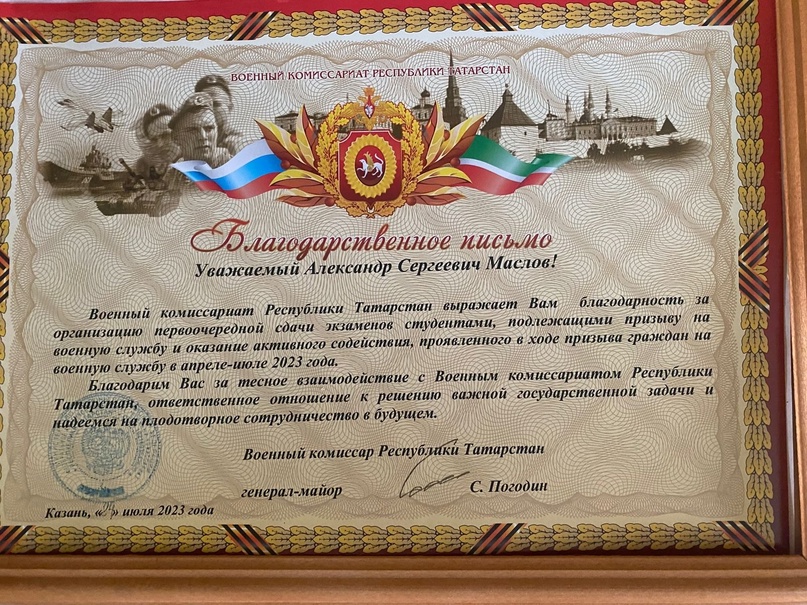 ВОЕННЫЙ КОМИССАРИАТ РЕСПУБЛИКИ ТАТАРСТАН
Благодарственное письмо
Уважаемый Александр Сергеевич Маслов!
Военный комиссариат Республики Татарстан выражает Вам благодарность за
организацию первоочередной сдачи экзаменов студентами, подлежащими призыву на
военную службу и оказание активного содействия, проявленного в ходе призыва граждан на
военную службу в апреле-июле 2023 года.
Благодарим Вас за тесное взаимодействие с Военным комиссариатом Республики
Татарстан, ответственное отношение к решению важной государственной задачи и
надеемся на плодотворное сотрудничество в будущем.
Военный комиссар Республики Татарстан
генерал-майор С. Погодин
Казань, «» июля 2023 года